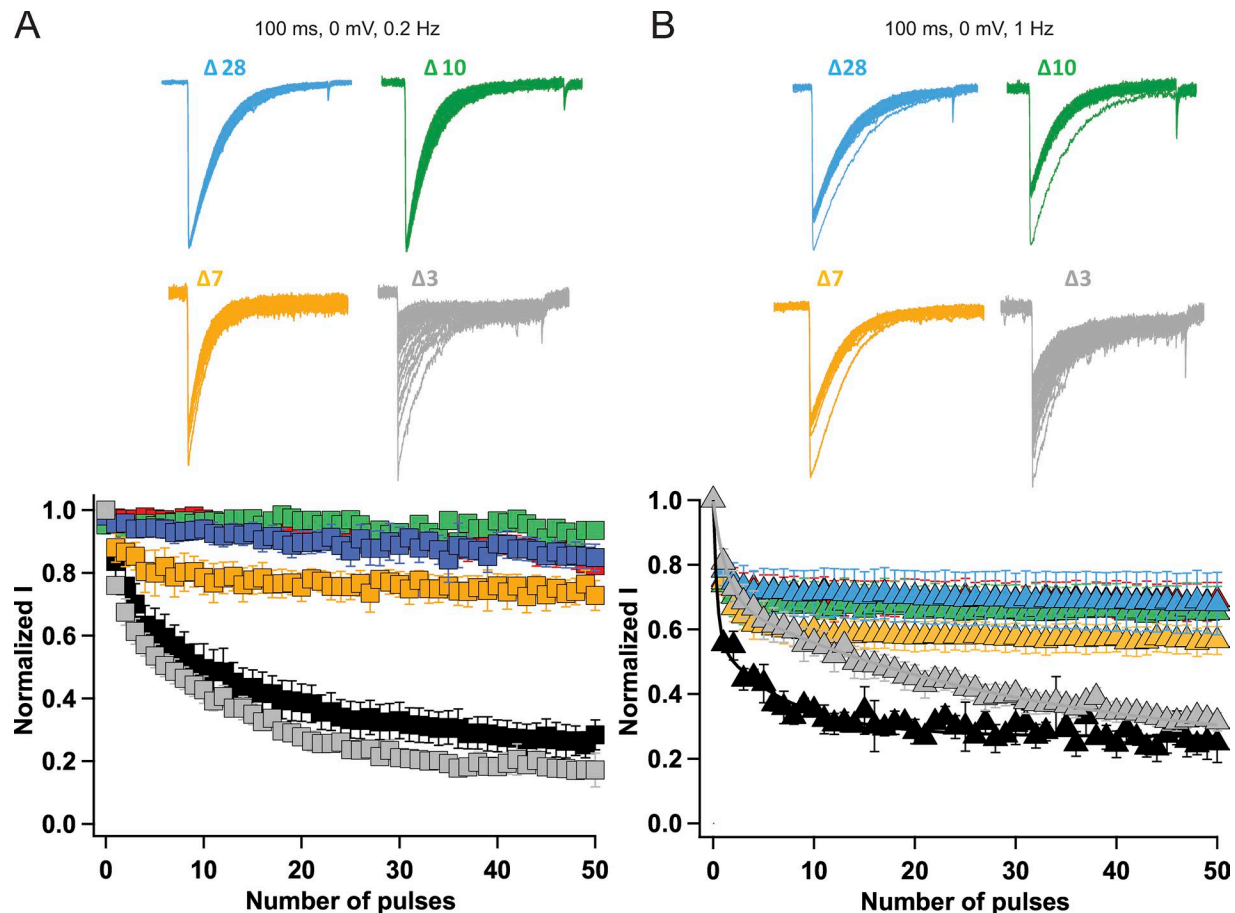 A
100 ms, 0 mV, 0.2 Hz
Δ 28
Δ 10
Δ7
Δ3
Normalized I
1.0
0.8
0.6
0.4
0.2
0.0
0
10
20
30
40
50
Number of pulses
B
100 ms, 0 mV, 1 Hz
Δ28
Δ10
Δ7
Δ3
Normalized I
1.0
0.8
0.6
0.4
0.2
0.0
0
10
20
30
40
50
Number of pulses